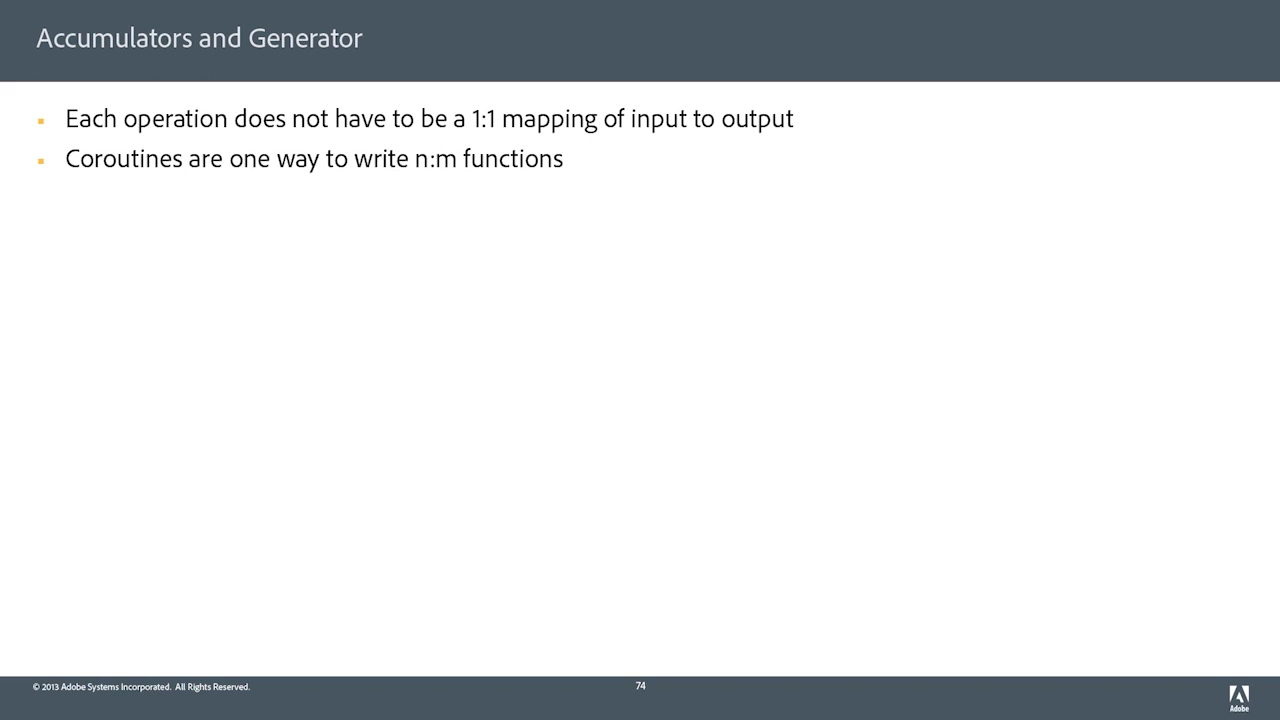 Accumulators and Generator
▪ Each operation does not have to be a 1:1 mapping of input to output
▪ Coroutines are one way to write n:m functions
© 2013 Adobe Systems Incorporated. All Rights Reserved.
74
Adobe